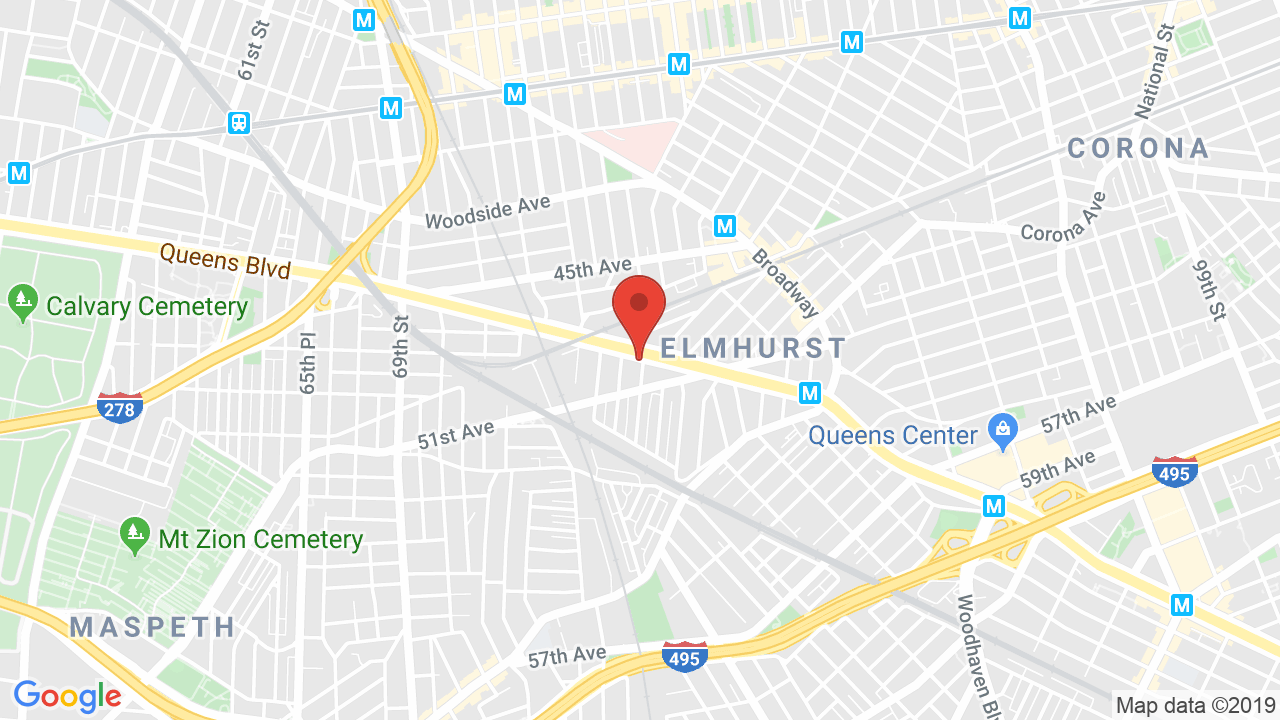 61st St
M
M
M
M
M
M
National St
CORONA
M
Woodside Ave
M
Corona Ave
Queens Blvd
45th Ave
Broadway
99th St
Calvary Cemetery
65th Pl
69th St
ELMHURST
M
278
51st Ave
57th Ave
Queens Center
59th Ave
495
M
Mt Zion Cemetery
M
MASPETH
Woodhaven Blv
57th Ave
495
Google
Map data ©2019